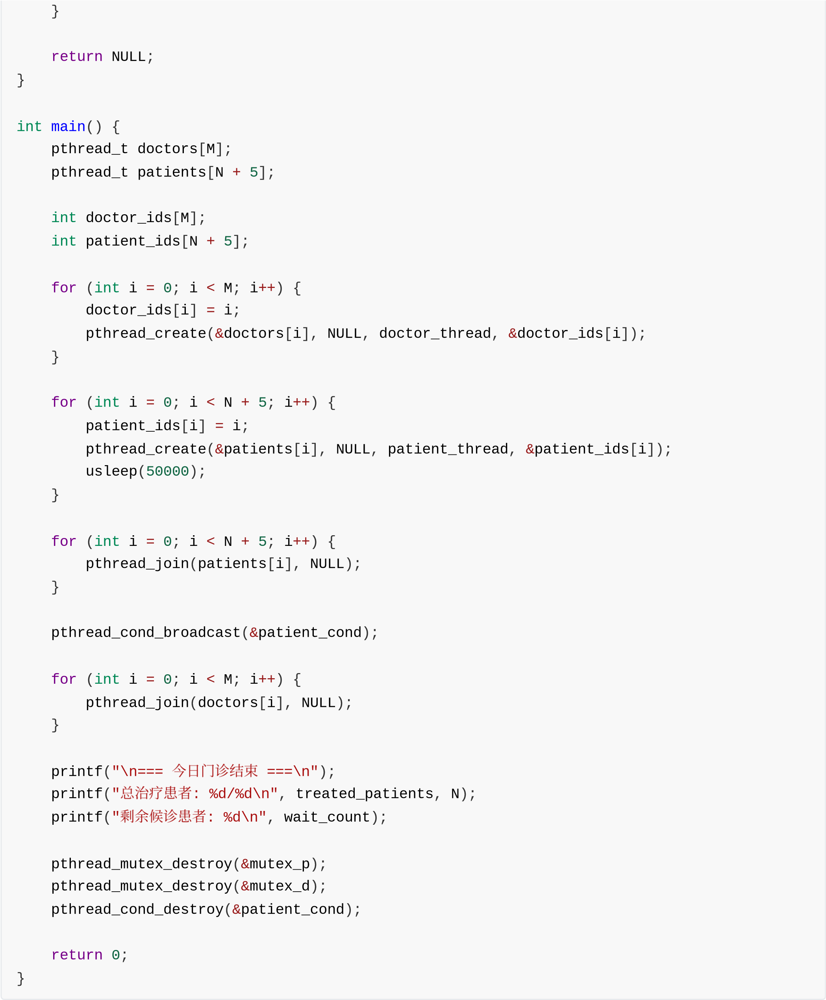 }

    return NULL;
}

int main() {
    pthread_t doctors[M];
    pthread_t patients[N + 5];

    int doctor_ids[M];
    int patient_ids[N + 5];

    for (int i = 0; i < M; i++) {
        doctor_ids[i] = i;
        pthread_create(&doctors[i], NULL, doctor_thread, &doctor_ids[i]);
    }

    for (int i = 0; i < N + 5; i++) {
        patient_ids[i] = i;
        pthread_create(&patients[i], NULL, patient_thread, &patient_ids[i]);
        usleep(50000);
    }

    for (int i = 0; i < N + 5; i++) {
        pthread_join(patients[i], NULL);
    }

    pthread_cond_broadcast(&patient_cond);

    for (int i = 0; i < M; i++) {
        pthread_join(doctors[i], NULL);
    }

    printf("\n=== 今日门诊结束 ===\n");
    printf("总治疗患者: %d/%d\n", treated_patients, N);
    printf("剩余候诊患者: %d\n", wait_count);

    pthread_mutex_destroy(&mutex_p);
    pthread_mutex_destroy(&mutex_d);
    pthread_cond_destroy(&patient_cond);

    return 0;
}